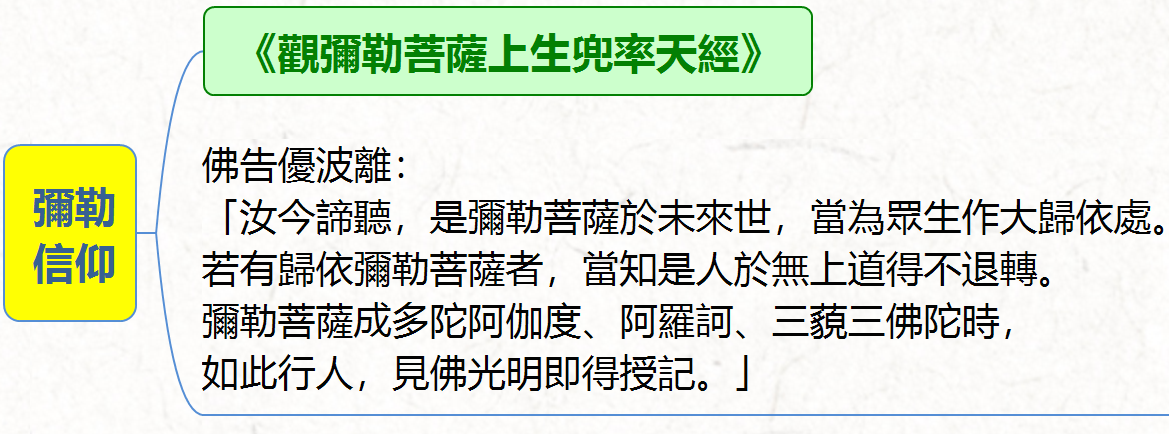 《觀彌勒菩薩上生兜率天經》
彌勒
信仰
佛告優波離：
「汝今諦聽，是彌勒菩薩於未來世，當為眾生作大歸依處。
若有歸依彌勒菩薩者，當知是人於無上道得不退轉。
彌勒菩薩成多陀阿伽度、阿羅訶、三藐三佛陀時，
如此行人，見佛光明即得授記。」